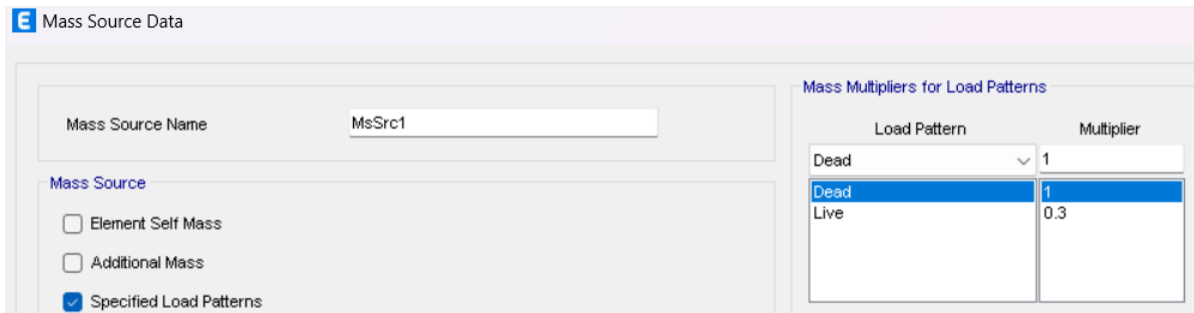 E Mass Source Data
Mass Source Name MsSrc1
Mass Source
Element Self Mass
Additional Mass
Specified Load Patterns
Mass Multipliers for Load Patterns
Load Pattern Multiplier
Dead 1
Dead 1
Live 0.3